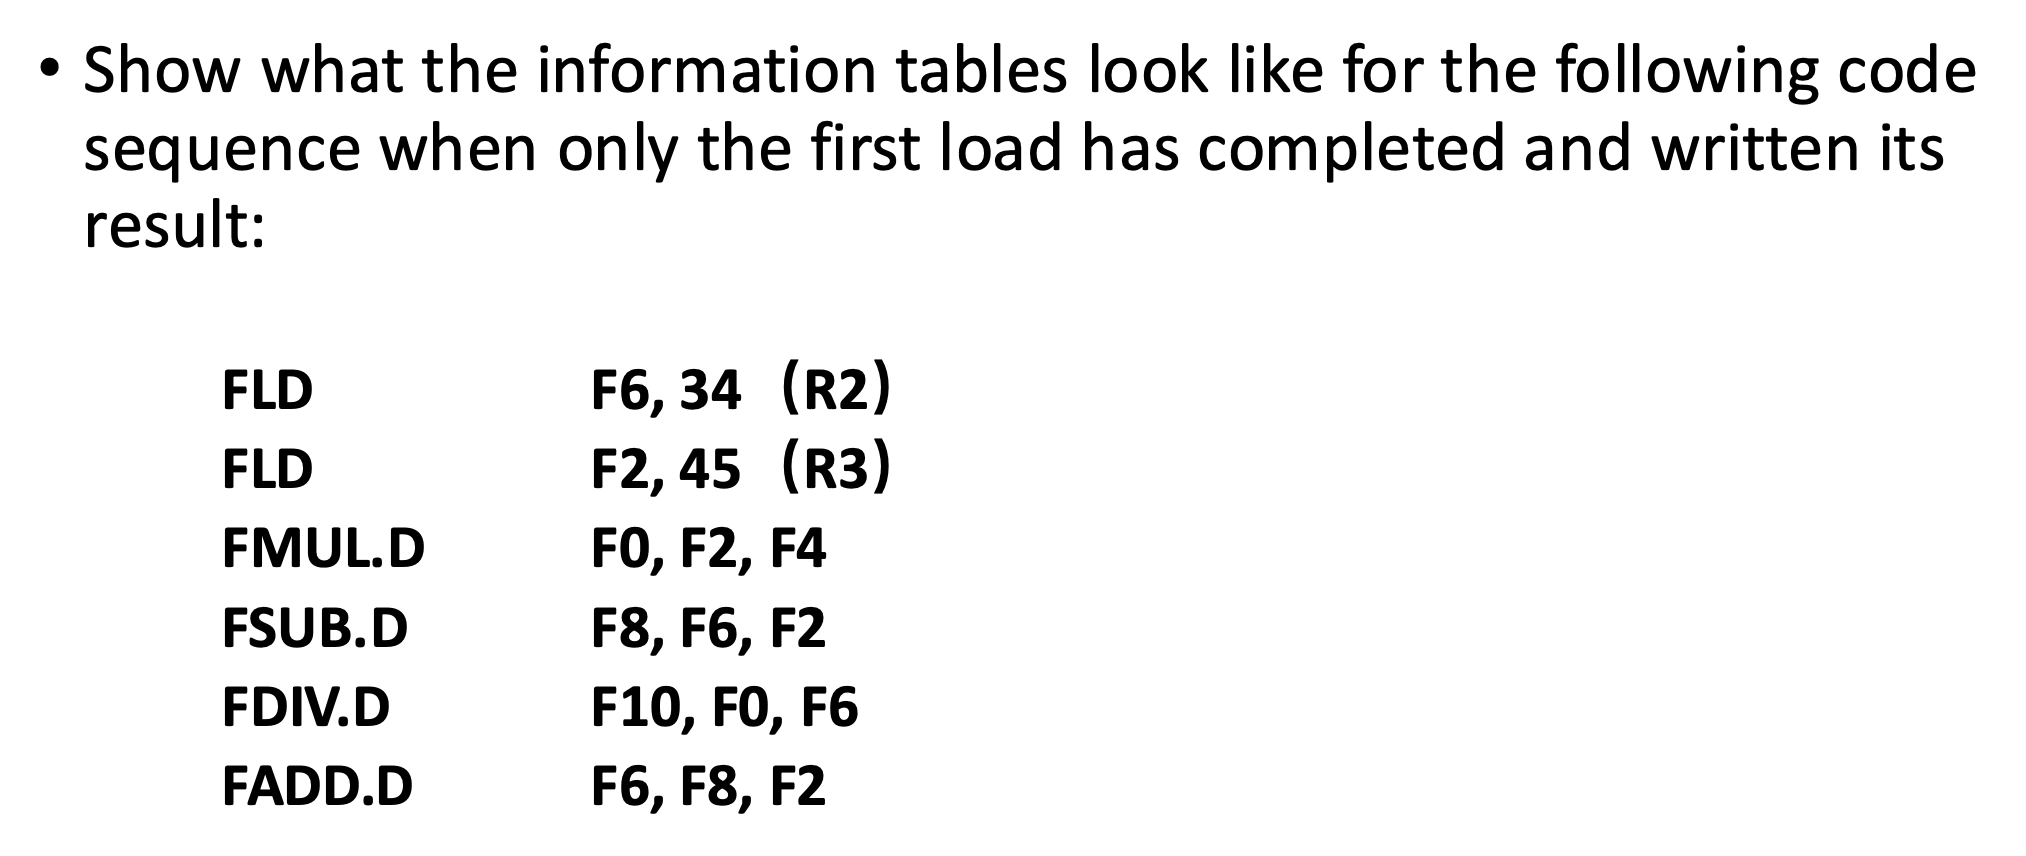 • Show what the information tables look like for the following code
sequence when only the first load has completed and written its
result:
FLD F6, 34 (R2)
FLD F2, 45 (R3)
FMUL.D F0, F2, F4
FSUB.D F8, F6, F2
FDIV.D F10, F0, F6
FADD.D F6, F8, F2